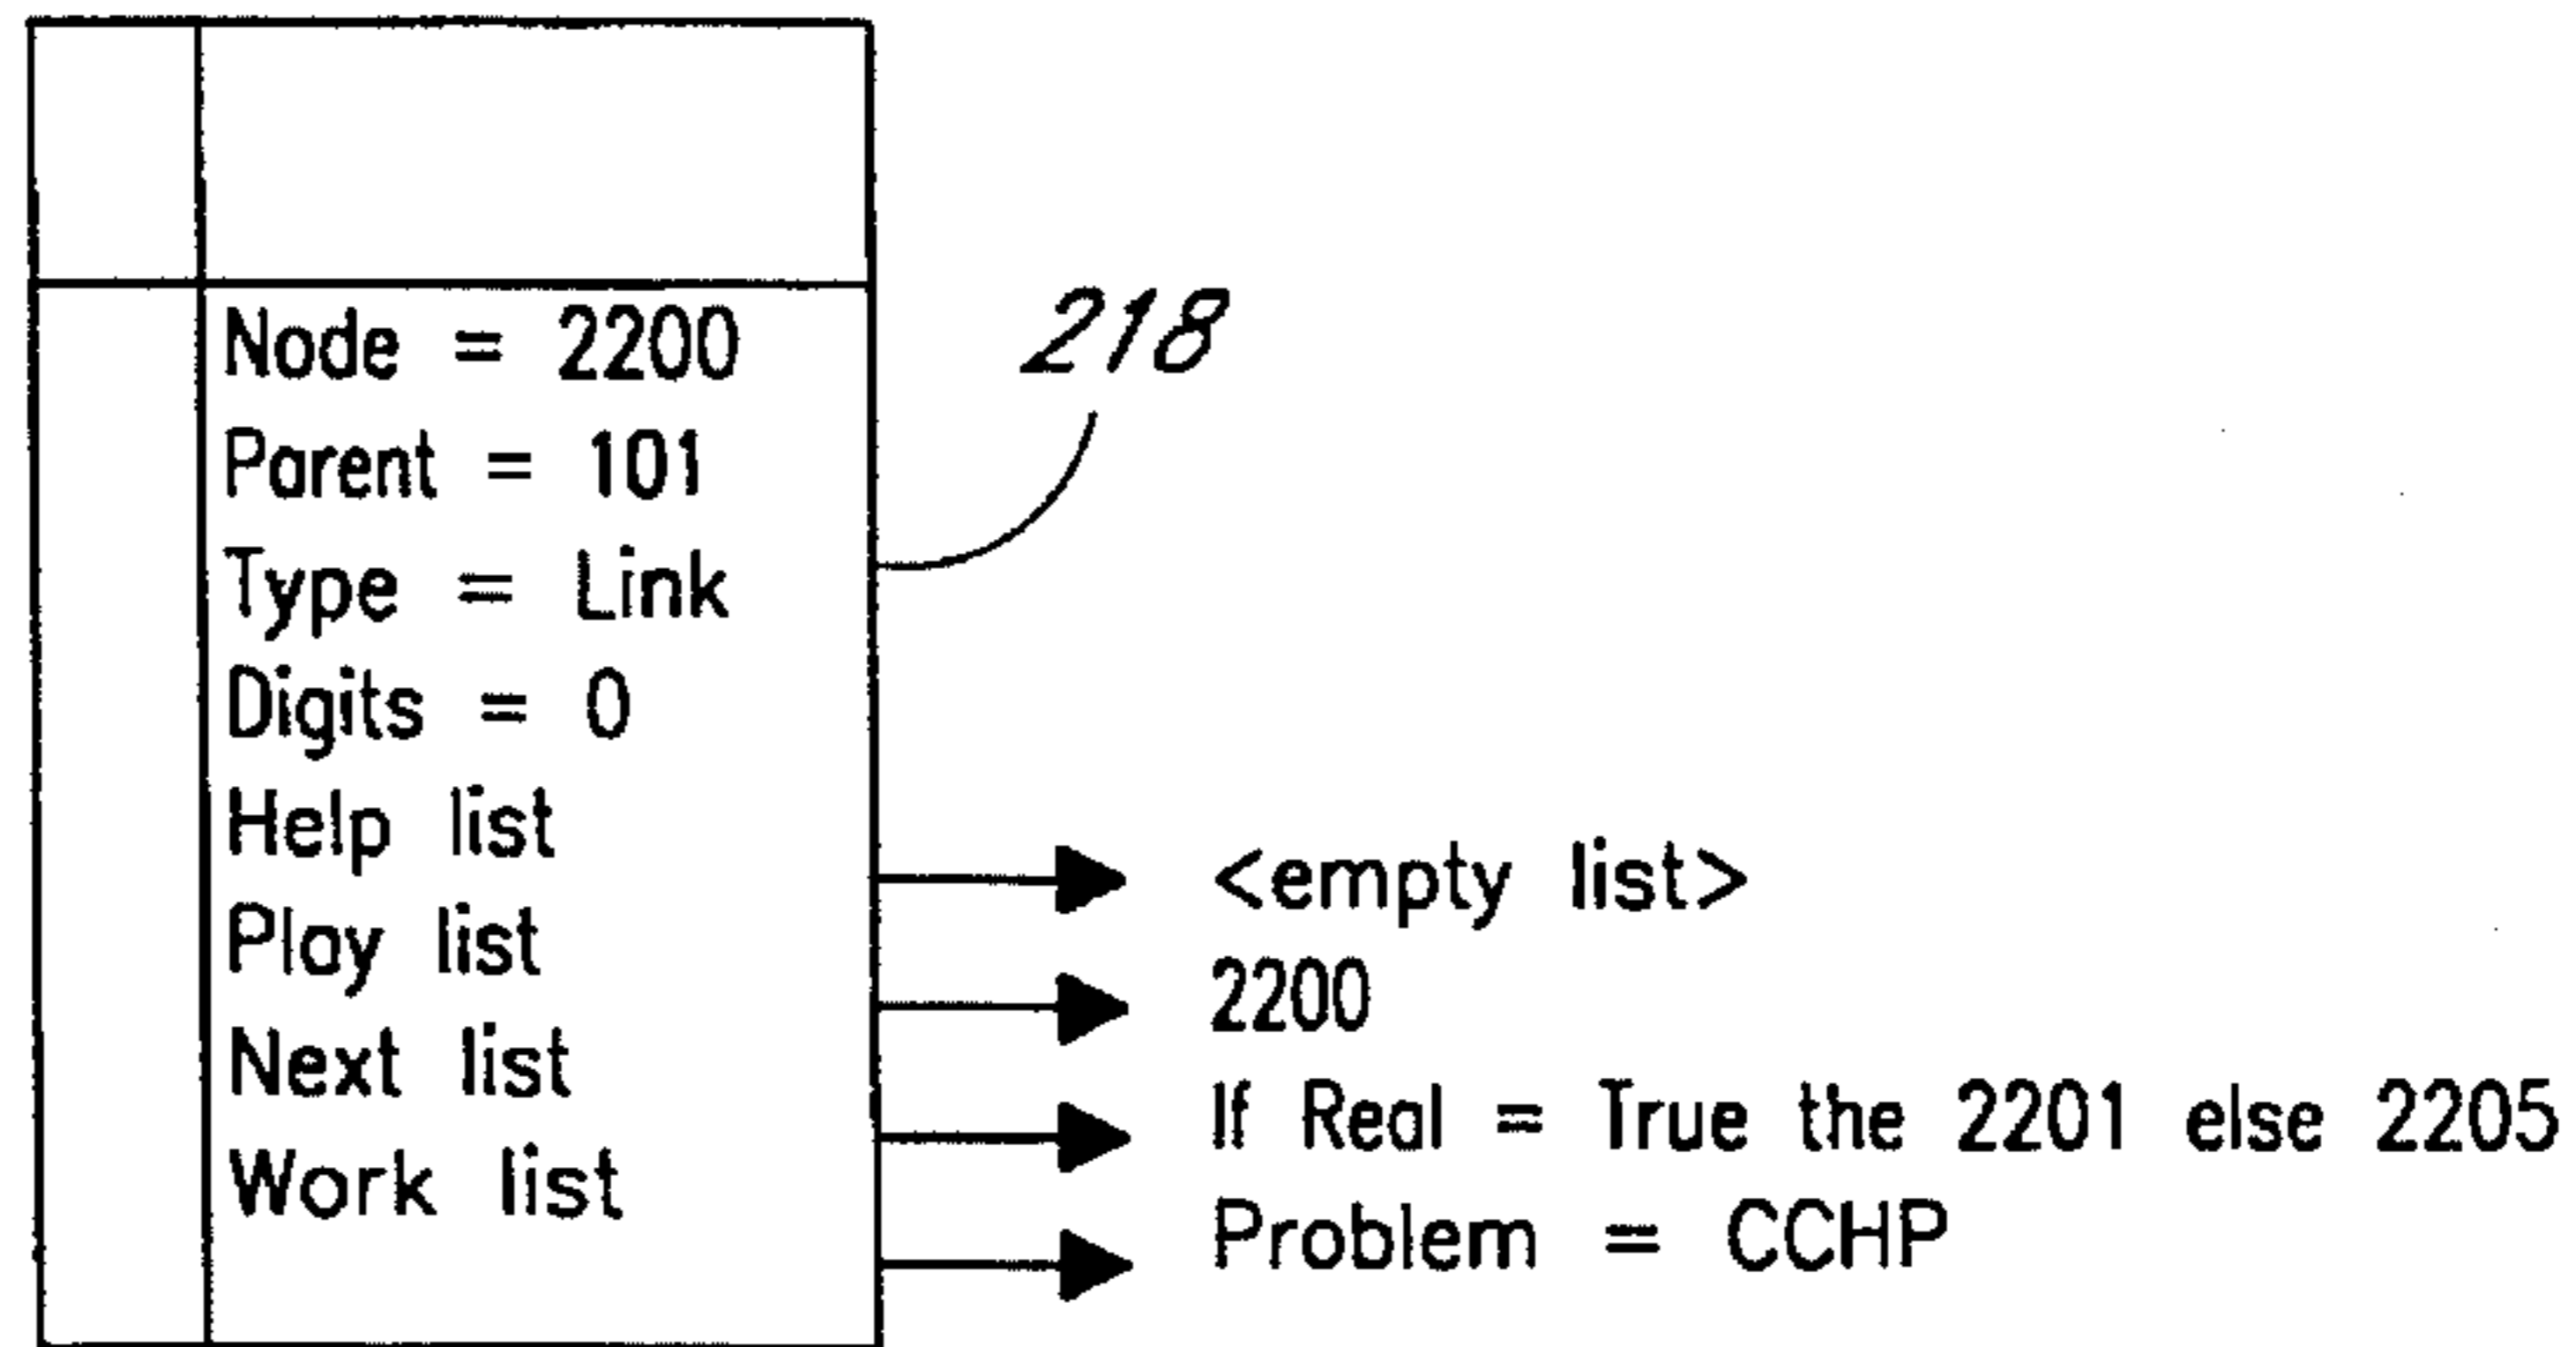 Node = 2200
218
Parent = 101
Type = Link
Digits = 0
Help list
<empty list>
Play list
2200
Next list
If Real = True the 2201 else 2205
Work list
Problem = CCHP